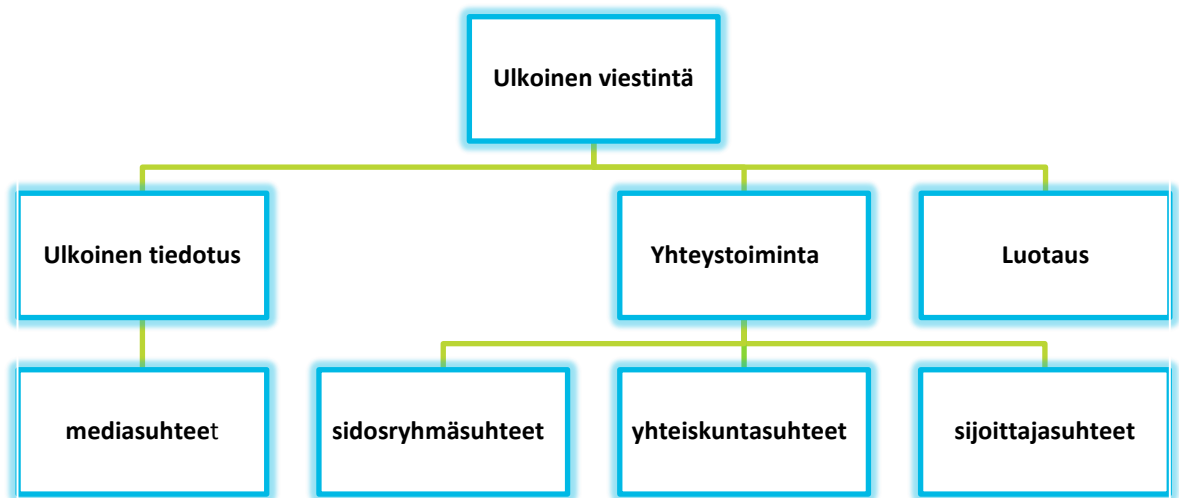 Ulkoinen viestintä
Ulkoinen tiedotus
Yhteystoiminta
Luotaus
mediasuhteet
sidosryhmäsuhteet
yhteiskuntasuhteet
sijoittajasuhteet